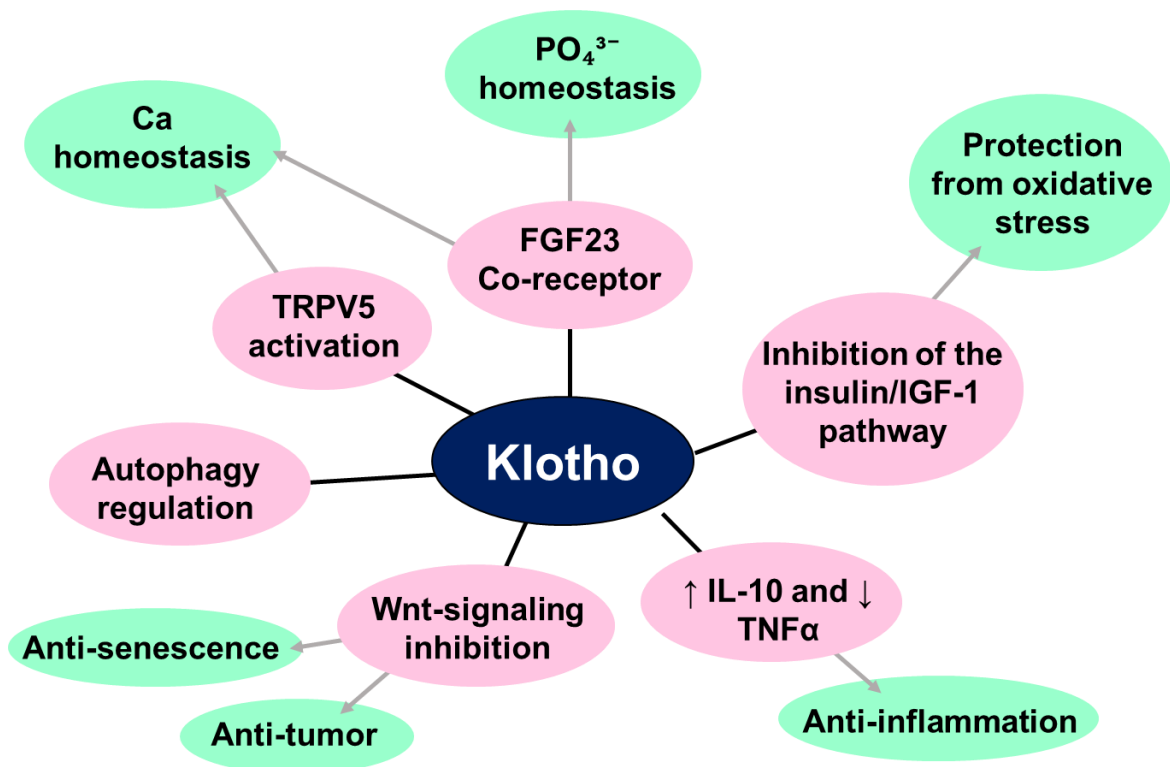 PO₄³⁻
homeostasis
Ca
homeostasis
Protection
from oxidative
stress
FGF23
Co-receptor
TRPV5
activation
Inhibition of the
insulin/IGF-1
pathway
Klotho
Autophagy
regulation
↑ IL-10 and ↓
TNFα
Wnt-signaling
inhibition
Anti-senescence
Anti-tumor
Anti-inflammation